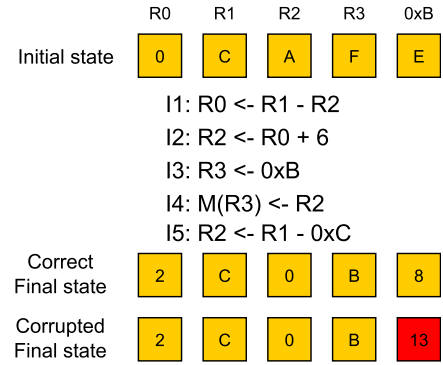 R0 R1 R2 R3 0xB
Initial state 0 C A F E
I1: R0 <- R1 - R2
I2: R2 <- R0 + 6
I3: R3 <- 0xB
I4: M(R3) <- R2
I5: R2 <- R1 - 0xC
Correct
Final state 2 C 0 B 8
Corrupted
Final state 2 C 0 B 13